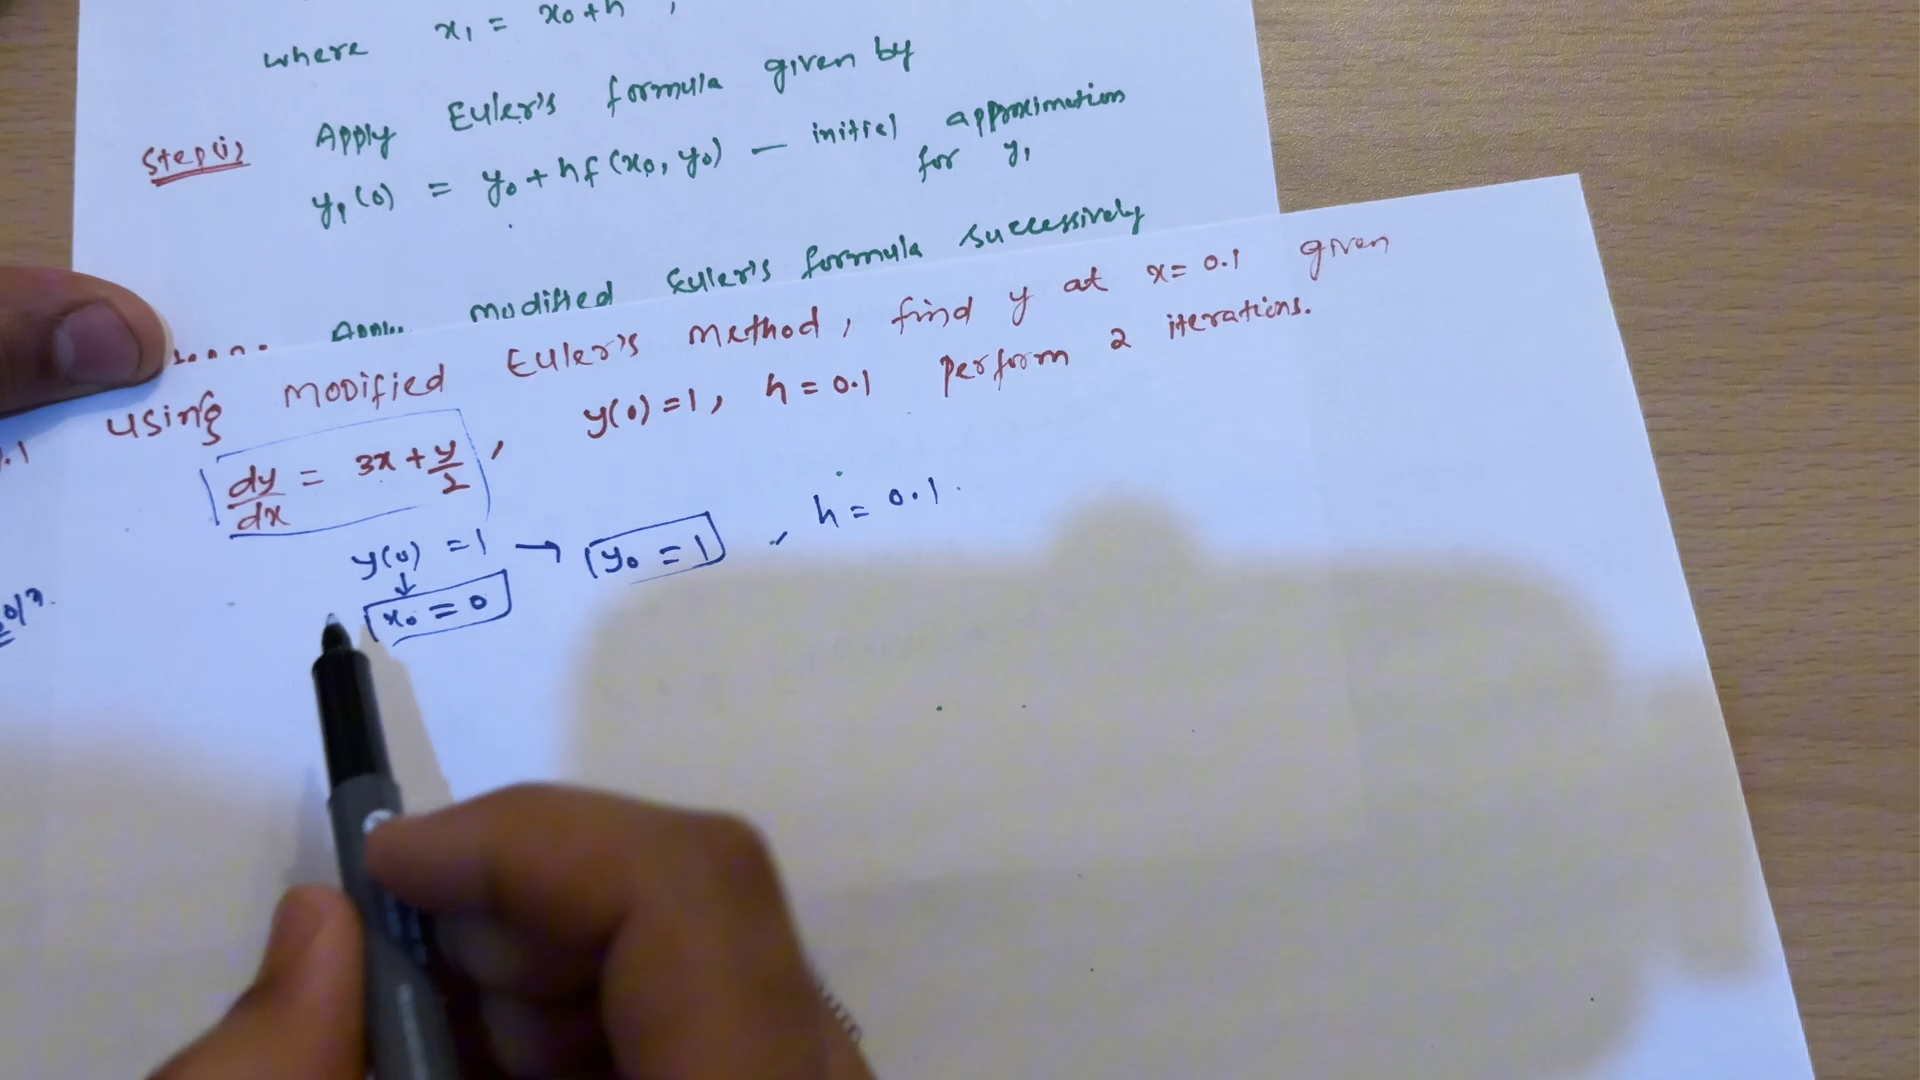 where x₁ = x₀+h ,
Step(i) Apply Euler's formula given by
y₁(0) = y₀ + hf(x₀, y₀) — initial approximation
for y₁
modified Euler's formula successively
using modified Euler's method, find y at x= 0.1 given
dy/dx = 3x + y/2 , y(0)=1, h=0.1 perform 2 iterations.
y(0) =1 → y₀ = 1 , h = 0.1.
↓
x₀ = 0